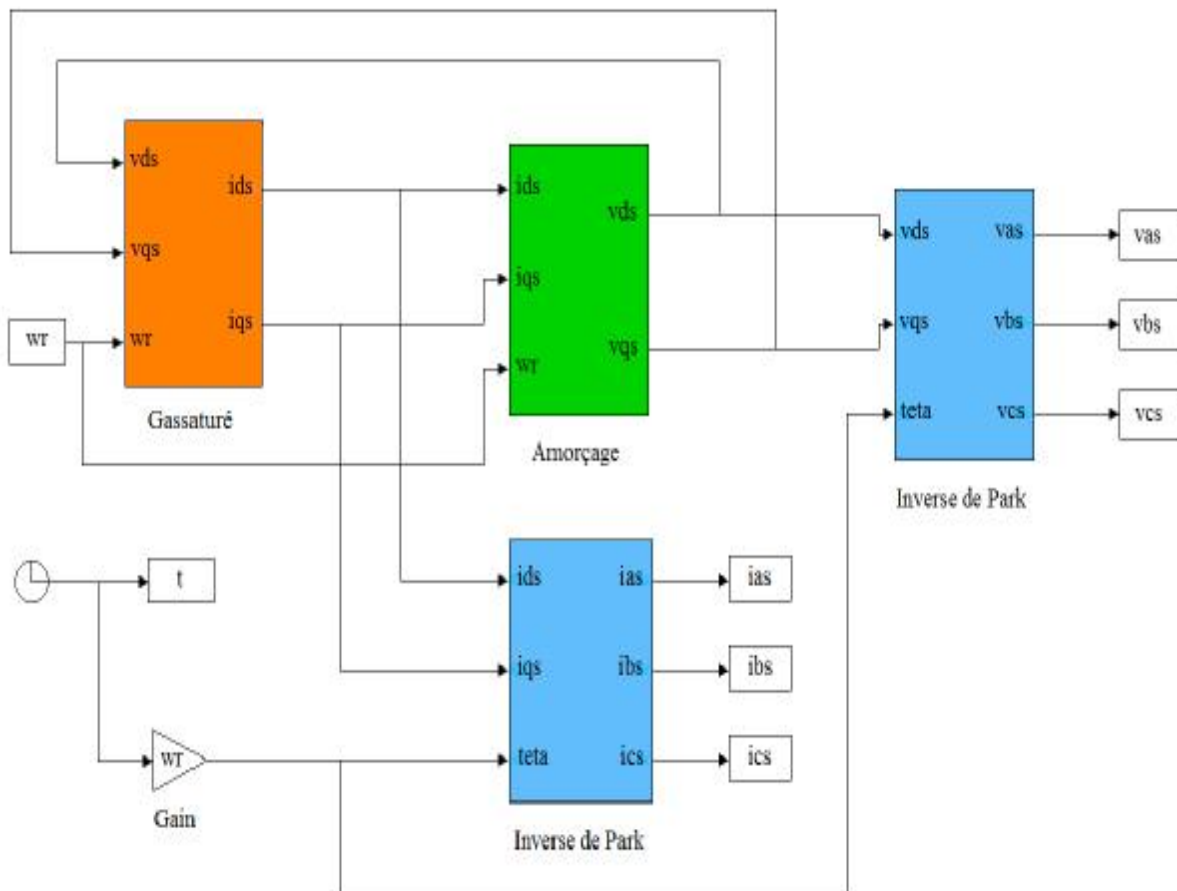 vds
vqs
wr
ids
iqs
wr
Gassaturé
ids
iqs
wr
vds
vqs
Amorçage
vds
vqs
teta
vas
vbs
vcs
Inverse de Park
vas
vbs
vcs
t
wr
Gain
ids
iqs
teta
ias
ibs
ics
Inverse de Park
ias
ibs
ics